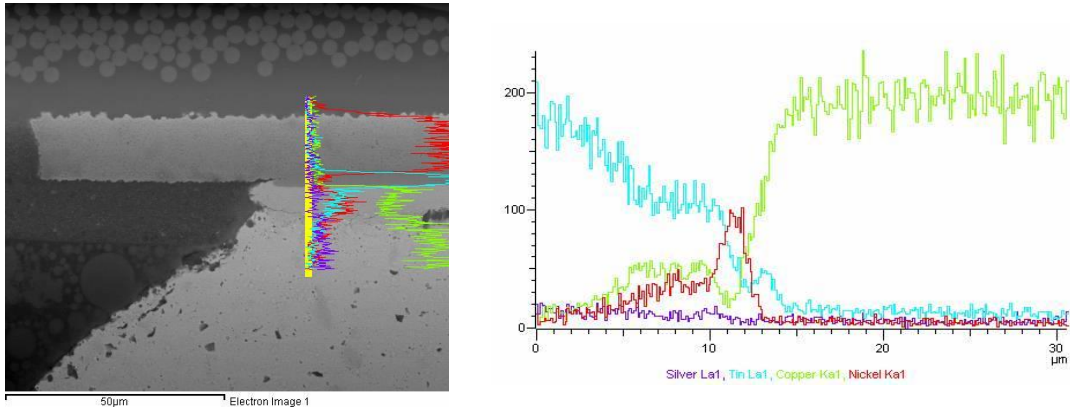 50µm
Electron Image 1
200
100
0
0
10
20
30
µm
Silver La1, Tin La1, Copper Ka1, Nickel Ka1